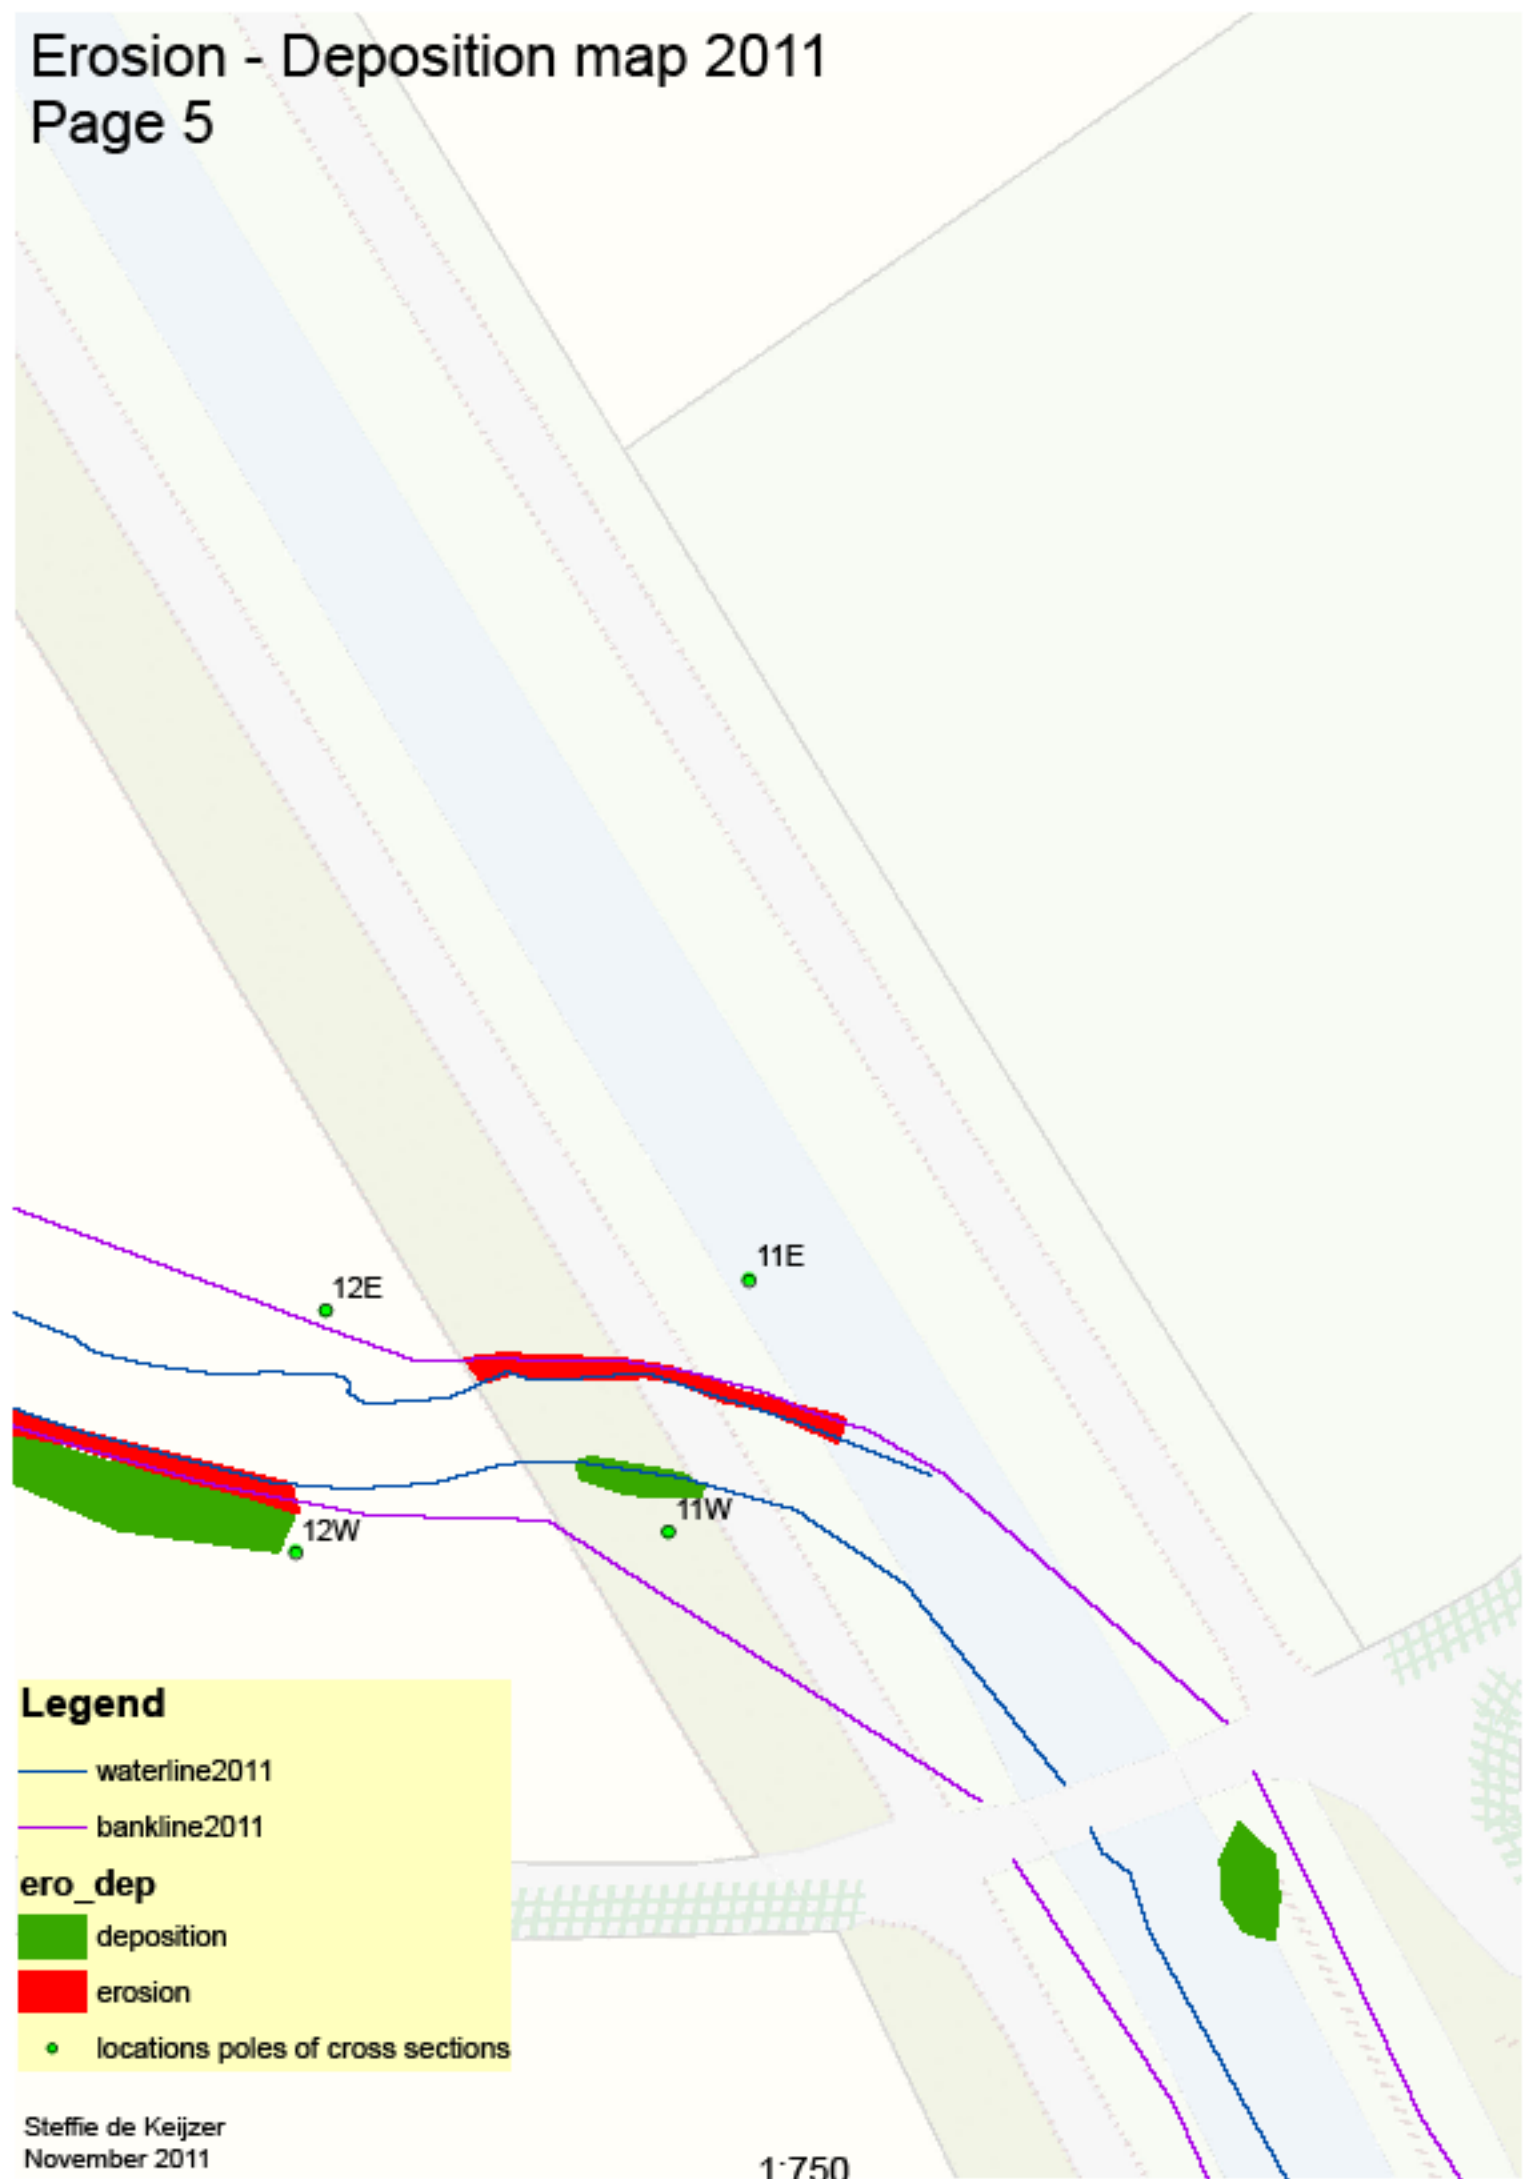 Erosion - Deposition map 2011
Page 5
11E
12E
11W
12W
Legend
waterline2011
bankline2011
ero_dep
deposition
erosion
locations poles of cross sections
Steffie de Keijzer
November 2011
1:750